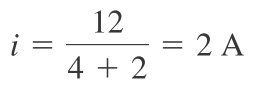 i = 12 / (4 + 2) = 2 A